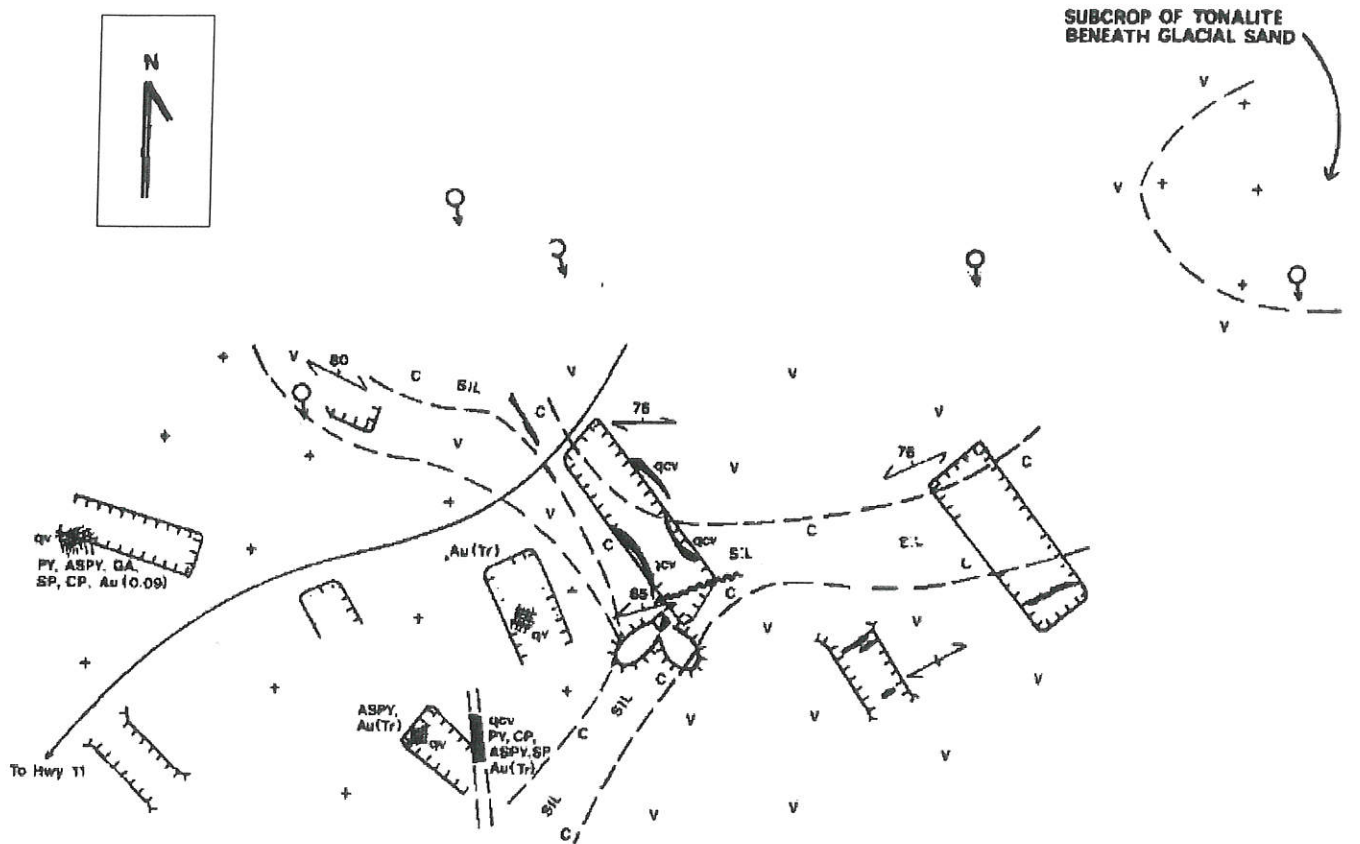 SUBCROP OF TONALITE
BENEATH GLACIAL SAND
N
V
V
V
V
80
C
SIL
V
V
C
76
V
V
qcv
V
76
C
C
V
C
qcv
SIL
C
qv
PY, ASPY, GA,
SP, CP, Au (0.09)
Au(Tr)
C
85
C
V
V
qv
V
C
SIL
V
V
V
ASPY,
Au(Tr)
qv
qcv
PY, CP,
ASPY, SP
Au(Tr)
C
SIL
C
V
V
V
To Hwy 11